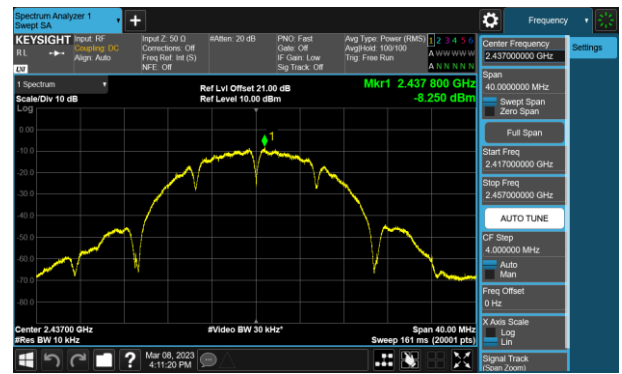 Spectrum Analyzer 1
Swept SA
Frequency
KEYSIGHT
R L
LXI
Input: RF
Coupling: DC
Align: Auto
Input Z: 50 Ω
Corrections: Off
Freq Ref: Int (S)
NFE: Off
#Atten: 20 dB
PNO: Fast
Gate: Off
IF Gain: Low
Sig Track: Off
Avg Type: Power (RMS)
Avg|Hold: 100/100
Trig: Free Run
1 2 3 4 5 6
A W W W W W
A N N N N N
1 Spectrum
Scale/Div 10 dB
Log
Ref Lvl Offset 21.00 dB
Ref Level 10.00 dBm
Mkr1 2.437 800 GHz
-8.250 dBm
1
0.00
-10.0
-20.0
-30.0
-40.0
-50.0
-60.0
-70.0
-80.0
Center 2.43700 GHz
#Res BW 10 kHz
#Video BW 30 kHz*
Span 40.00 MHz
Sweep 161 ms (20001 pts)
Center Frequency
2.437000000 GHz
Settings
Span
40.0000000 MHz
Swept Span
Zero Span
Full Span
Start Freq
2.417000000 GHz
Stop Freq
2.457000000 GHz
AUTO TUNE
CF Step
4.000000 MHz
Auto
Man
Freq Offset
0 Hz
X Axis Scale
Log
Lin
Signal Track
(Span Zoom)
?
Mar 08, 2023
4:11:20 PM